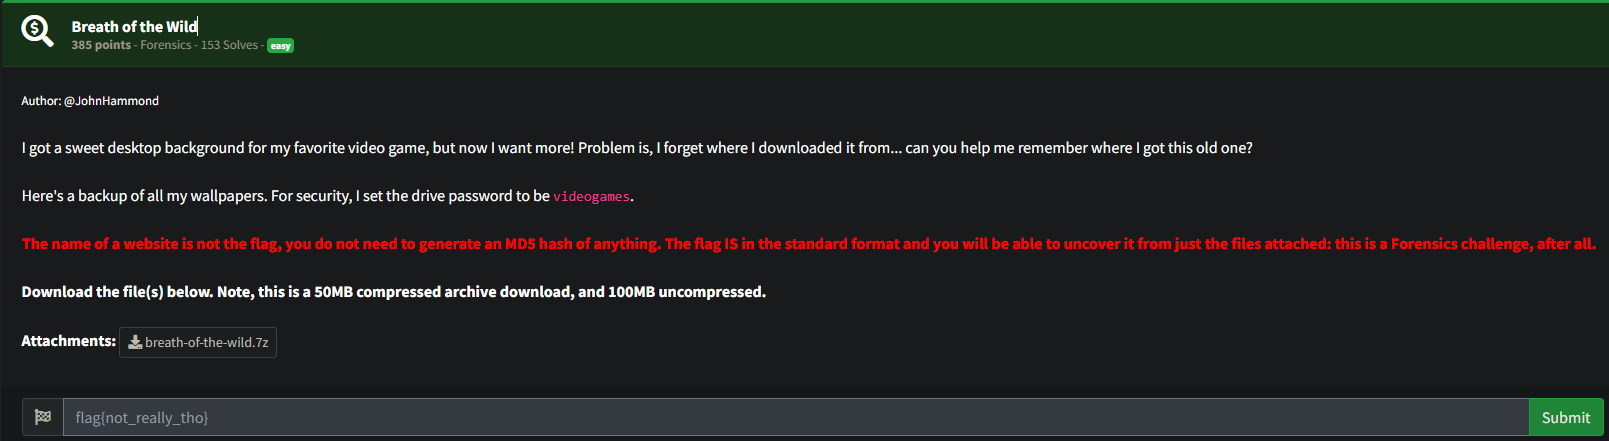 Breath of the Wild
385 points - Forensics - 153 Solves - easy
Author: @JohnHammond
I got a sweet desktop background for my favorite video game, but now I want more! Problem is, I forget where I downloaded it from... can you help me remember where I got this old one?
Here's a backup of all my wallpapers. For security, I set the drive password to be videogames.
The name of a website is not the flag, you do not need to generate an MD5 hash of anything. The flag IS in the standard format and you will be able to uncover it from just the files attached: this is a Forensics challenge, after all.
Download the file(s) below. Note, this is a 50MB compressed archive download, and 100MB uncompressed.
Attachments: breath-of-the-wild.7z
flag{not_really_tho} Submit